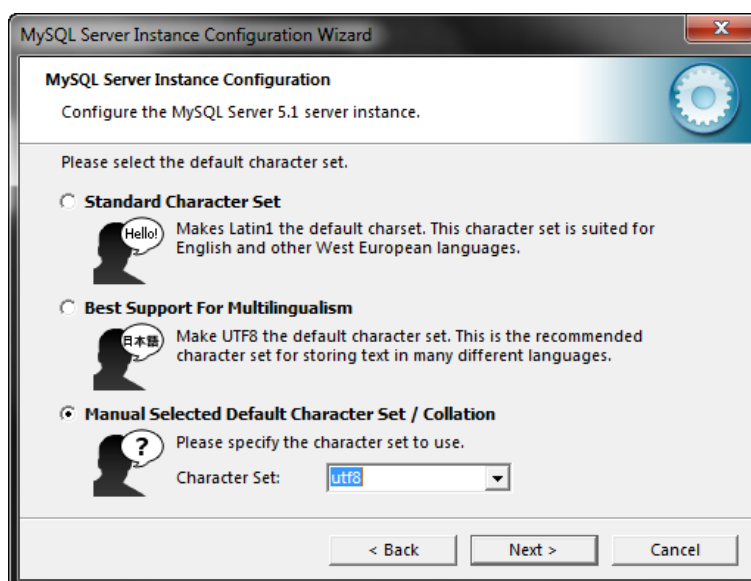 MySQL Server Instance Configuration Wizard
MySQL Server Instance Configuration
Configure the MySQL Server 5.1 server instance.
Please select the default character set.
Standard Character Set
Hello!
Makes Latin1 the default charset. This character set is suited for
English and other West European languages.
Best Support For Multilingualism
日本語
Make UTF8 the default character set. This is the recommended
character set for storing text in many different languages.
Manual Selected Default Character Set / Collation
?
Please specify the character set to use.
Character Set: utf8
< Back Next > Cancel